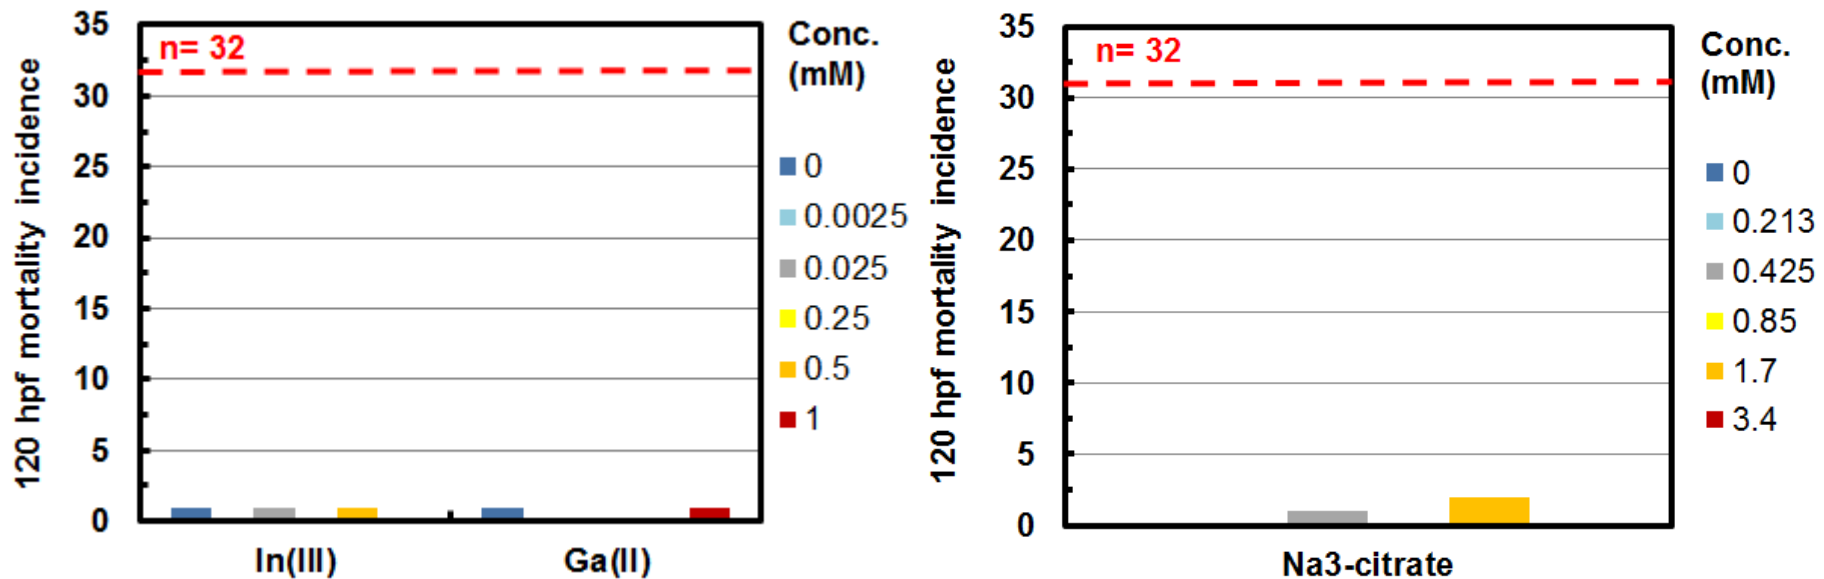 120 hpf mortality incidence
35
30
25
20
15
10
5
0
n= 32
In(III)
Ga(II)
Conc.
(mM)
0
0.0025
0.025
0.25
0.5
1
120 hpf mortality incidence
35
30
25
20
15
10
5
0
n= 32
Na3-citrate
Conc.
(mM)
0
0.213
0.425
0.85
1.7
3.4